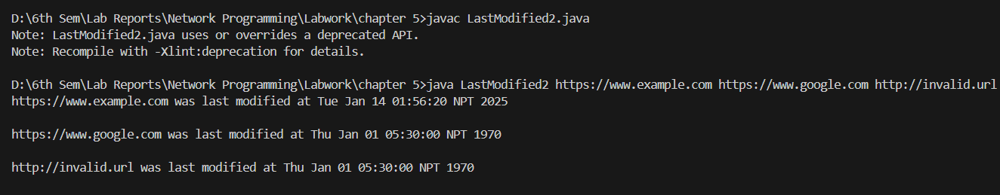 D:\6th Sem\Lab Reports\Network Programming\Labwork\chapter 5>javac LastModified2.java
Note: LastModified2.java uses or overrides a deprecated API.
Note: Recompile with -Xlint:deprecation for details.
D:\6th Sem\Lab Reports\Network Programming\Labwork\chapter 5>java LastModified2 https://www.example.com https://www.google.com http://invalid.url
https://www.example.com was last modified at Tue Jan 14 01:56:20 NPT 2025
https://www.google.com was last modified at Thu Jan 01 05:30:00 NPT 1970
http://invalid.url was last modified at Thu Jan 01 05:30:00 NPT 1970